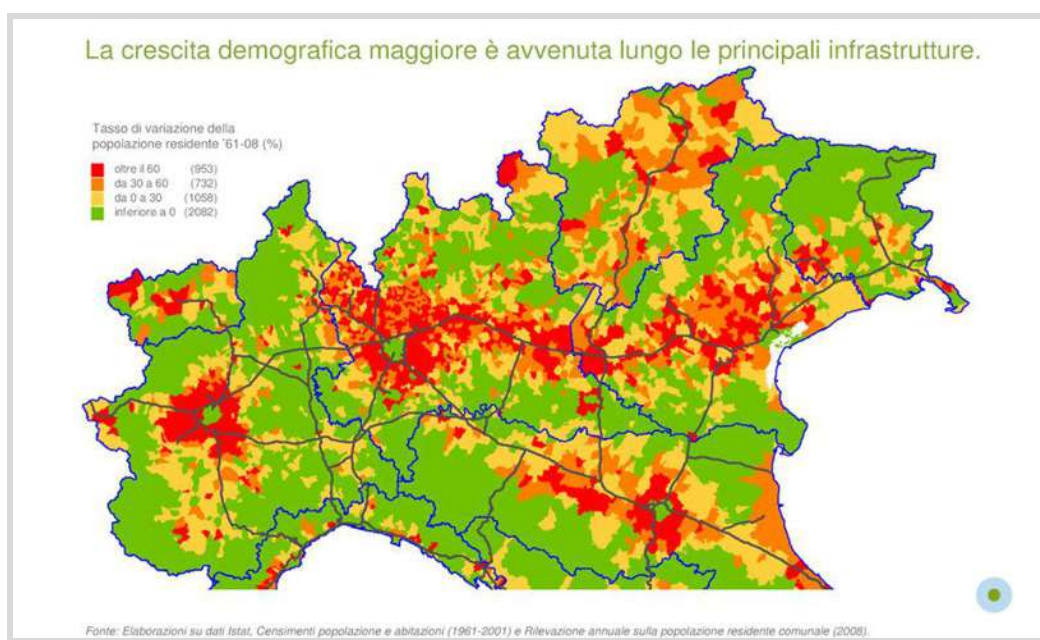 La crescita demografica maggiore è avvenuta lungo le principali infrastrutture.
Tasso di variazione della
popolazione residente '61-08 (%)
oltre il 60 (953)
da 30 a 60 (732)
da 0 a 30 (1058)
inferiore a 0 (2082)
Fonte: Elaborazioni su dati Istat, Censimenti popolazione e abitazioni (1961-2001) e Rilevazione annuale sulla popolazione residente comunale (2008).